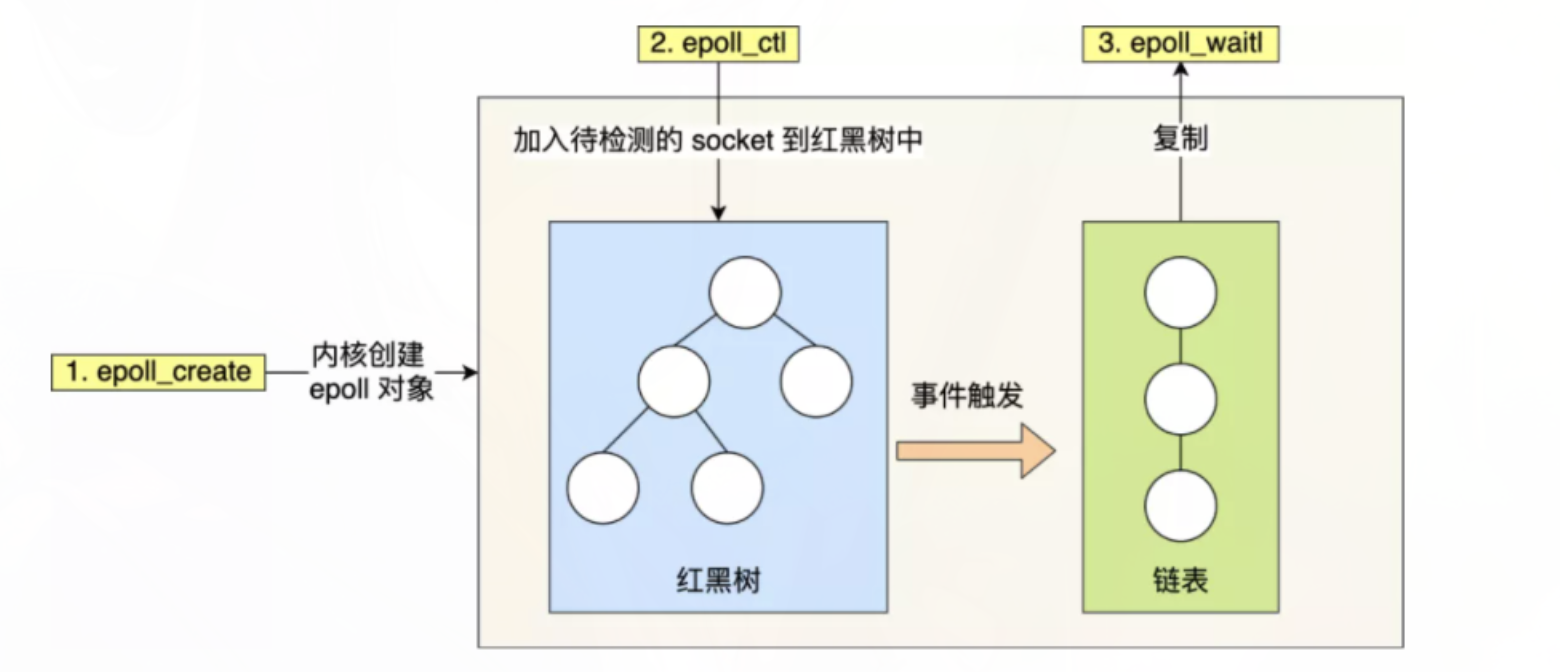 2. epoll_ctl
3. epoll_waitl
加入待检测的 socket 到红黑树中
复制
1. epoll_create
内核创建
epoll 对象
事件触发
红黑树
链表